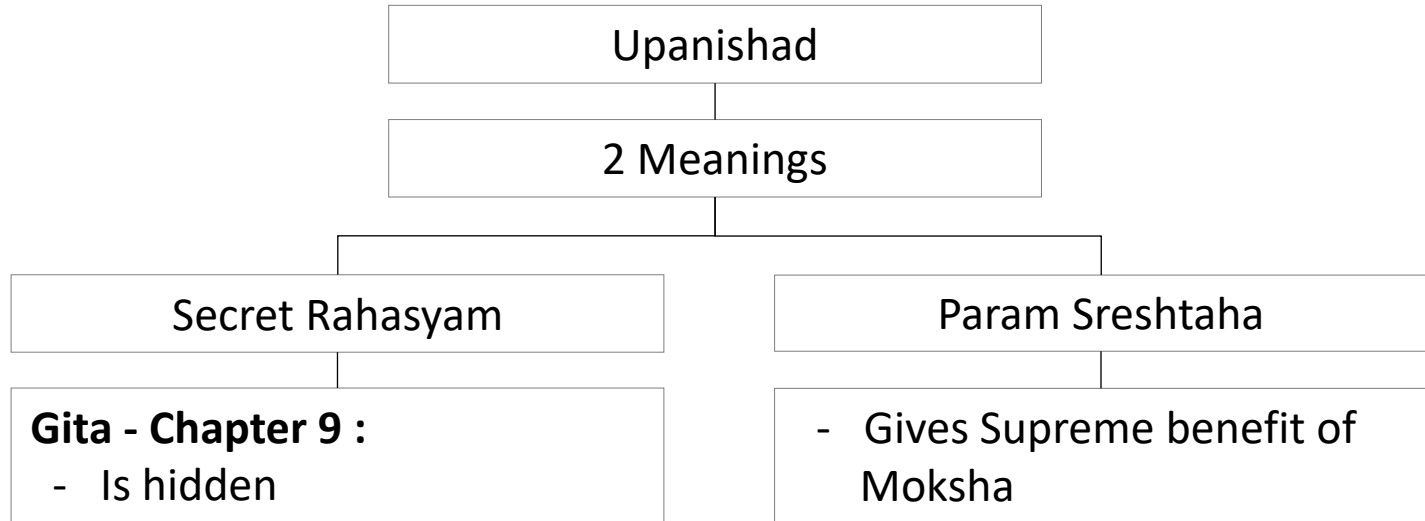 Upanishad
2 Meanings
Secret Rahasyam
Param Sreshtaha
Gita - Chapter 9 :
- Is hidden
- Gives Supreme benefit of
Moksha